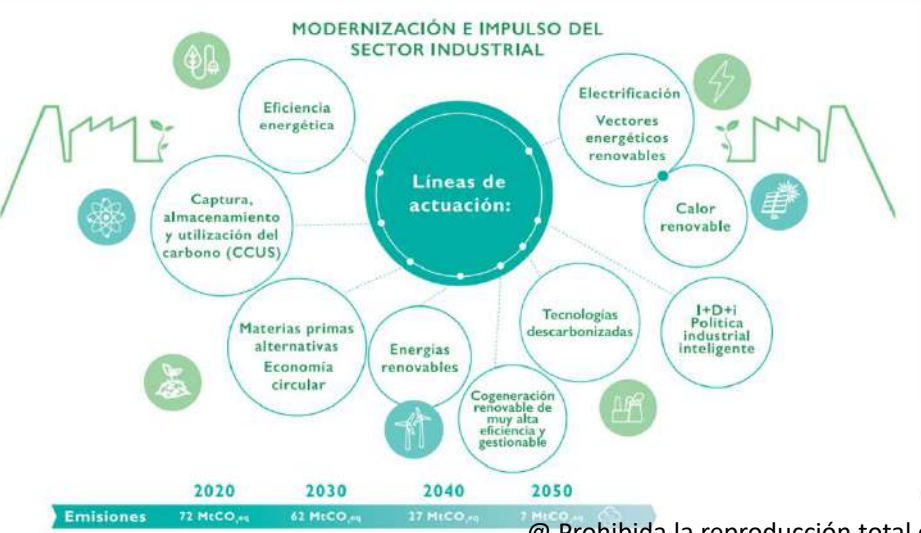 MODERNIZACIÓN E IMPULSO DEL
SECTOR INDUSTRIAL
Eficiencia
energética
Electrificación
Vectores
energéticos
renovables
Líneas de
actuación:
Captura,
almacenamiento
y utilización del
carbono (CCUS)
Calor
renovable
Materias primas
alternativas
Economía
circular
Energías
renovables
Cogeneración
renovable de
muy alta
eficiencia y
gestionable
Tecnologías
descarbonizadas
I+D+i
Política
industrial
inteligente
2020 2030 2040 2050
Emisiones 72 MtCO₂eq 62 MtCO₂eq 27 MtCO₂eq 7 MtCO₂eq
@ Prohibida la reproducción total